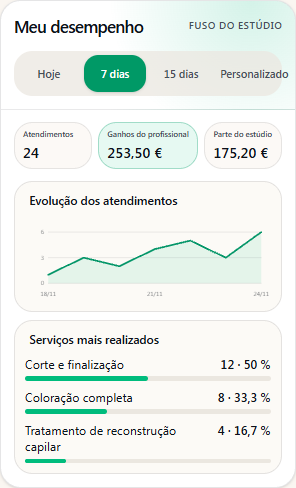 Meu desempenho
FUSO DO ESTÚDIO
Hoje
7 dias
15 dias
Personalizado
Atendimentos
24
Ganhos do profissional
253,50 €
Parte do estúdio
175,20 €
Evolução dos atendimentos
6
3
0
18/11
21/11
24/11
Serviços mais realizados
Corte e finalização
12 · 50 %
Coloração completa
8 · 33,3 %
Tratamento de reconstrução
capilar
4 · 16,7 %